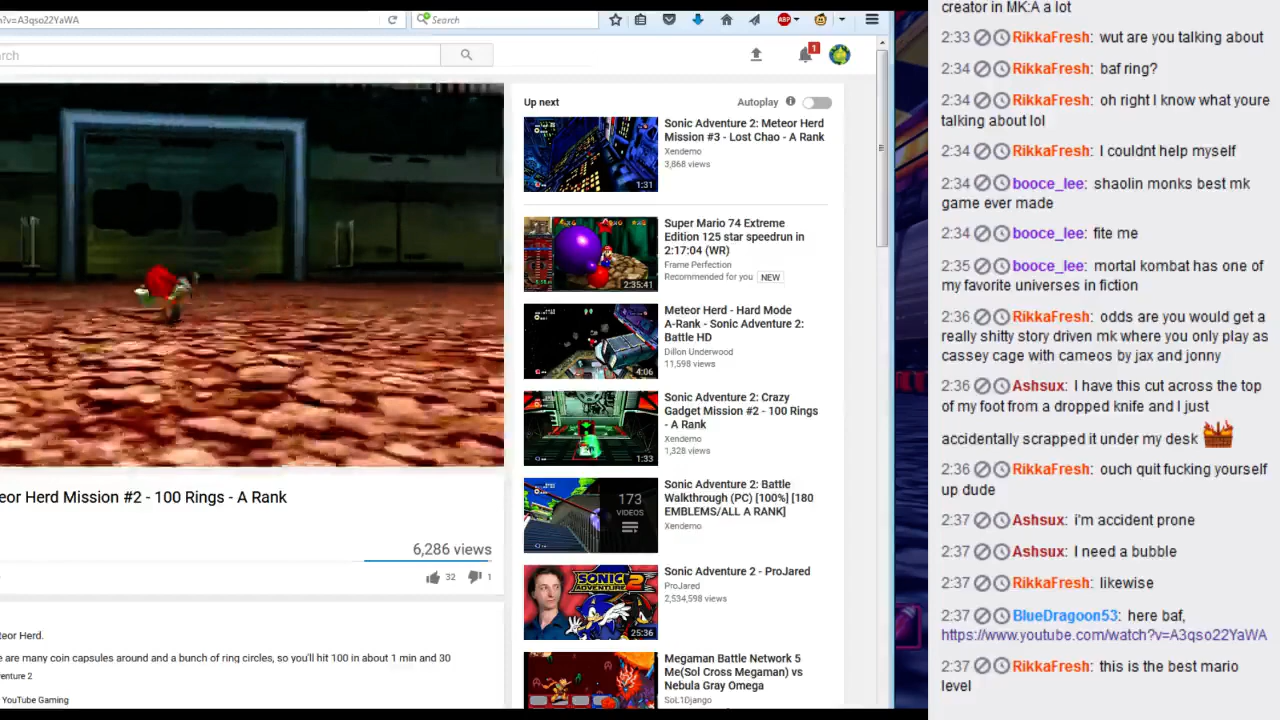 ?v=A3qso22YaWA
Search
ABP
rch
1
Up next
Autoplay
Sonic Adventure 2: Meteor Herd
Mission #3 - Lost Chao - A Rank
Xendemo
3,868 views
1:31
Super Mario 74 Extreme
Edition 125 star speedrun in
2:17:04 (WR)
Frame Perfection
Recommended for you NEW
2:35:41
Meteor Herd - Hard Mode
A-Rank - Sonic Adventure 2:
Battle HD
Dillon Underwood
11,598 views
4:06
Sonic Adventure 2: Crazy
Gadget Mission #2 - 100 Rings
- A Rank
Xendemo
1,328 views
1:33
Sonic Adventure 2: Battle
Walkthrough (PC) [100%] [180
EMBLEMS/ALL A RANK]
Xendemo
173
VIDEOS
Sonic Adventure 2 - ProJared
ProJared
2,534,598 views
SONIC
ADVENTURE 2
25:36
Megaman Battle Network 5
Me(Sol Cross Megaman) vs
Nebula Gray Omega
SoL1Django
eor Herd Mission #2 - 100 Rings - A Rank
6,286 views
32 1
teor Herd.
e are many coin capsules around and a bunch of ring circles, so you'll hit 100 in about 1 min and 30
venture 2
YouTube Gaming
creator in MK:A a lot
2:33 RikkaFresh: wut are you talking about
2:34 RikkaFresh: baf ring?
2:34 RikkaFresh: oh right I know what youre
talking about lol
2:34 RikkaFresh: I couldnt help myself
2:34 booce_lee: shaolin monks best mk
game ever made
2:34 booce_lee: fite me
2:35 booce_lee: mortal kombat has one of
my favorite universes in fiction
2:36 RikkaFresh: odds are you would get a
really shitty story driven mk were you only play as
cassey cage with cameos by jax and jonny
2:36 Ashsux: I have this cut across the top
of my foot from a dropped knife and I just
accidentally scrapped it under my desk
2:36 RikkaFresh: ouch quit fucking yourself
up dude
2:37 Ashsux: i'm accident prone
2:37 Ashsux: I need a bubble
2:37 RikkaFresh: likewise
2:37 BlueDragoon53: here baf,
https://www.youtube.com/watch?v=A3qso22YaWA
2:37 RikkaFresh: this is the best mario
level